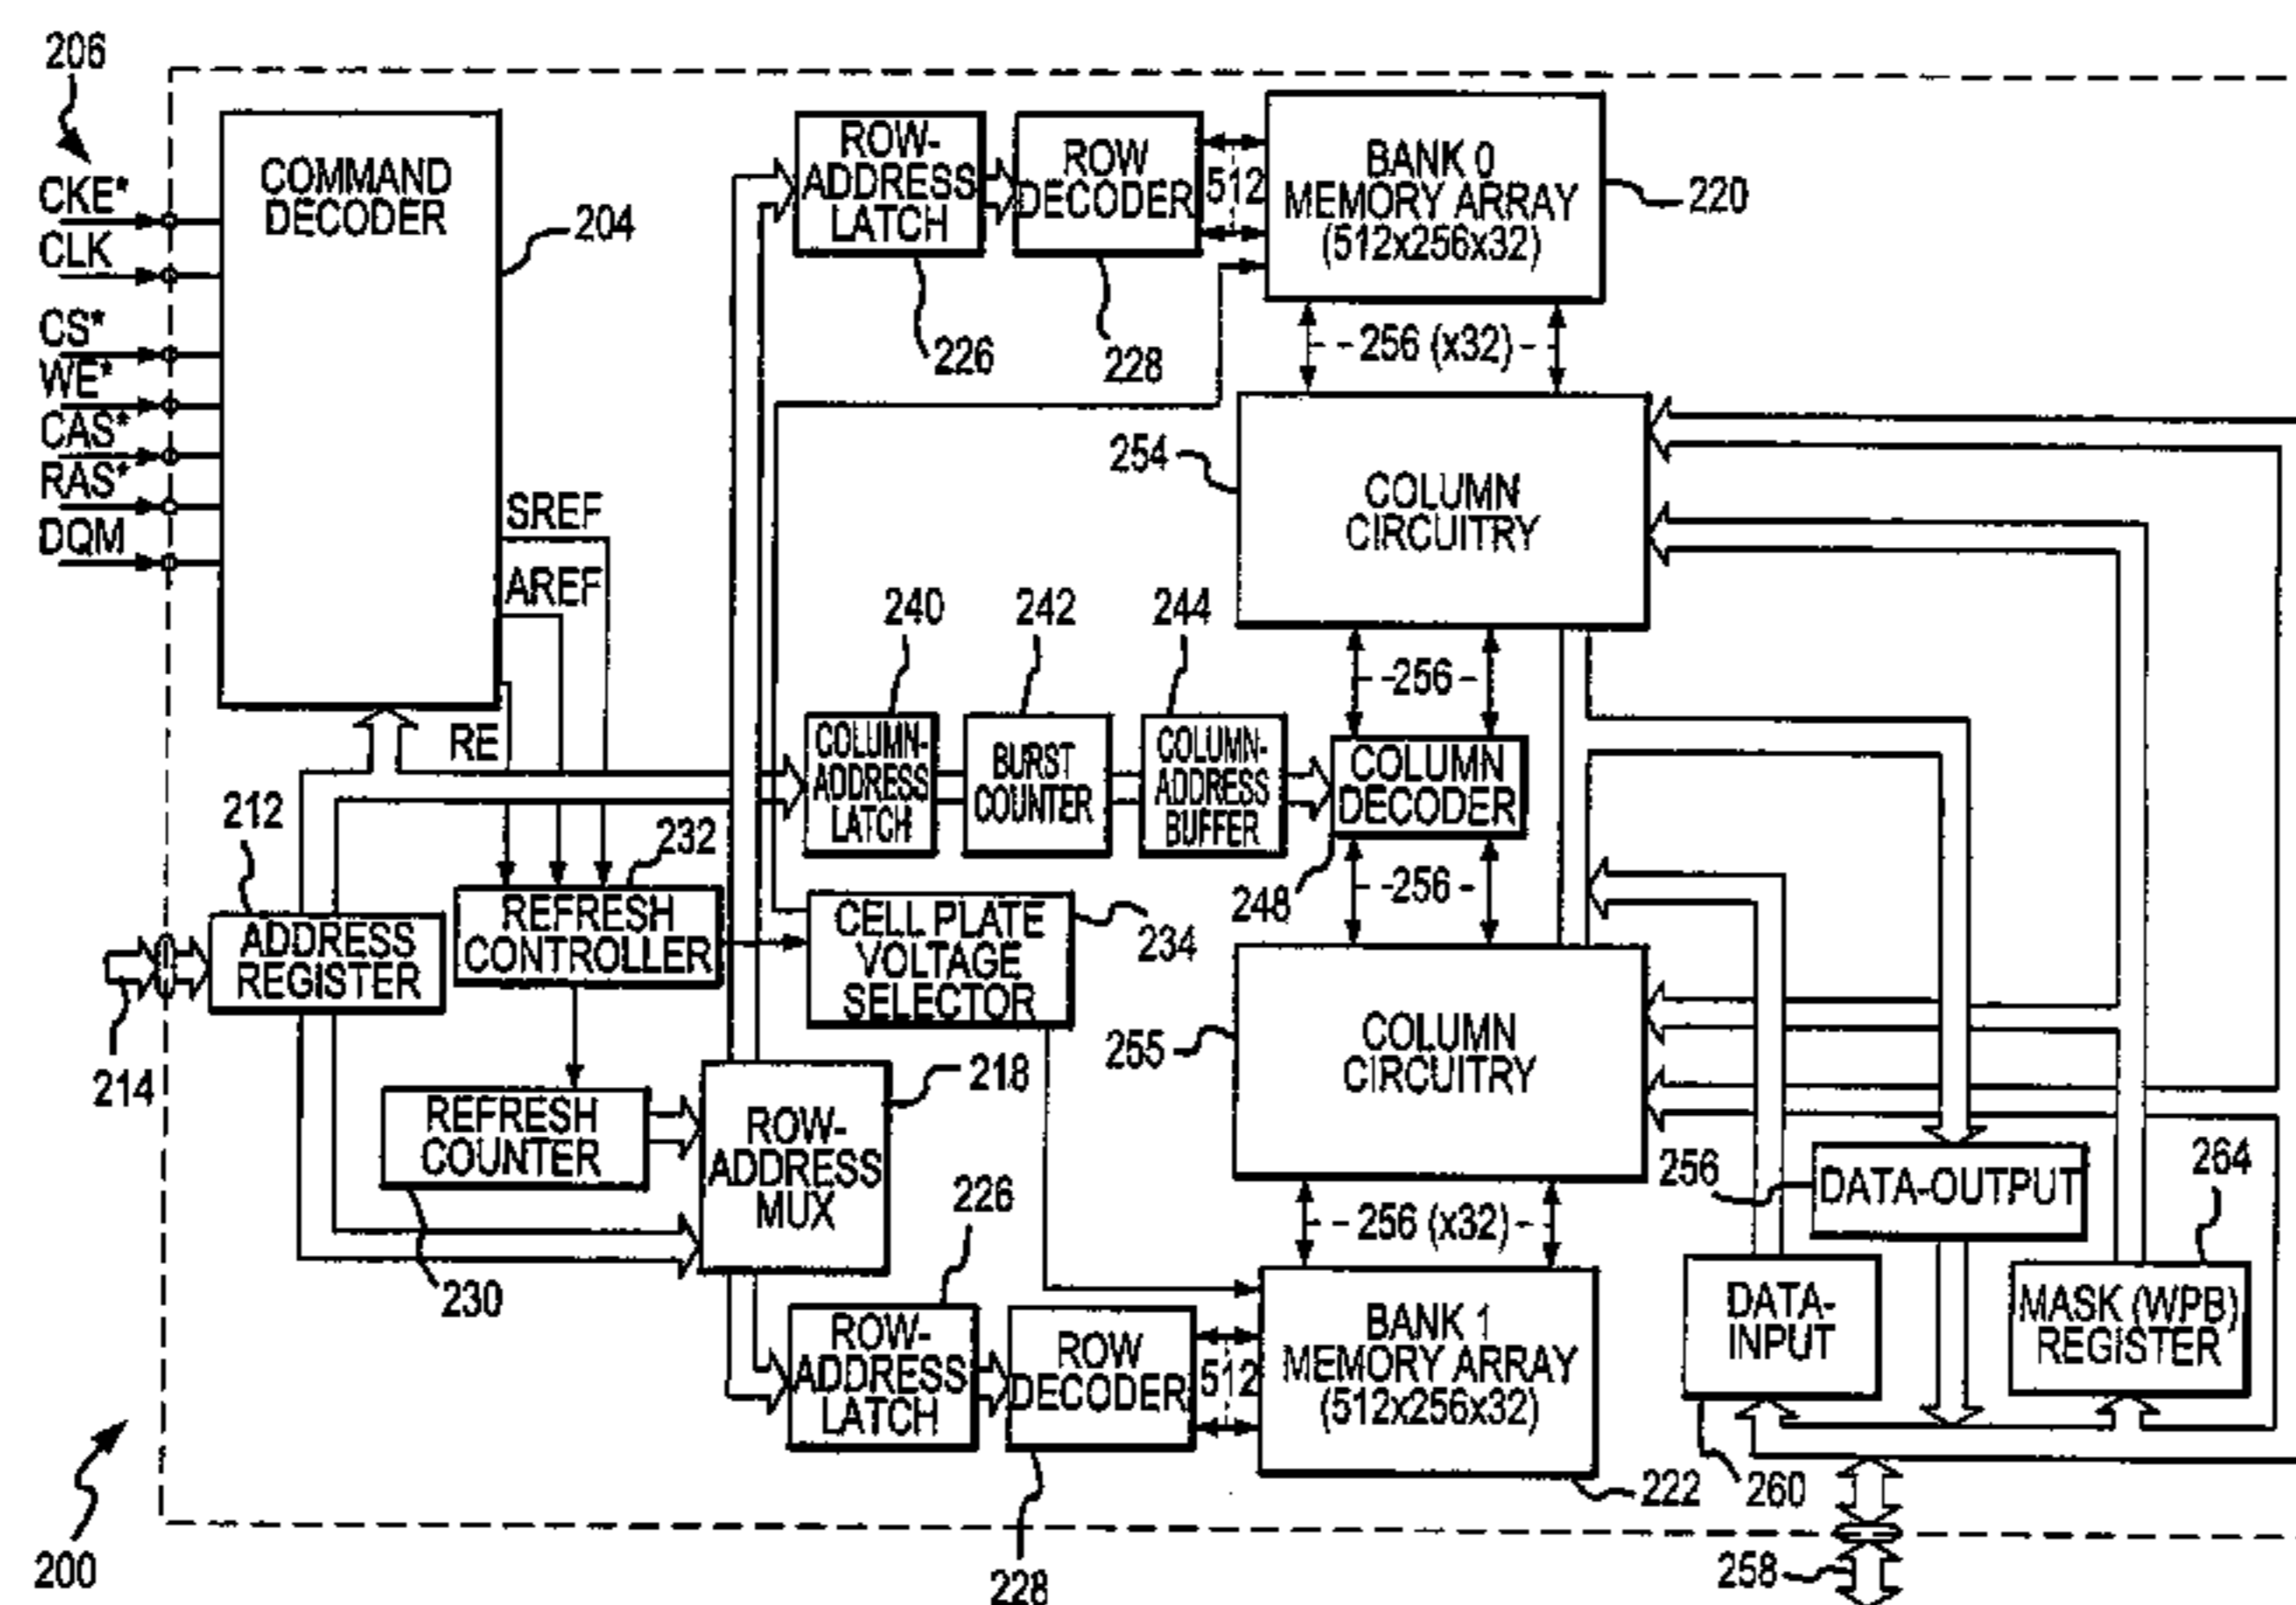 206
CKE*
CLK
CS*
WE*
CAS*
RAS*
DQM
COMMAND
DECODER
204
SREF
AREF
RE
ROW-
ADDRESS
LATCH
226
ROW
DECODER
228
512
BANK 0
MEMORY ARRAY
(512x256x32)
220
256 (x32)
254
COLUMN
CIRCUITRY
256
240
COLUMN-
ADDRESS
LATCH
242
BURST
COUNTER
244
COLUMN-
ADDRESS
BUFFER
COLUMN
DECODER
248
256
212
ADDRESS
REGISTER
214
232
REFRESH
CONTROLLER
CELL PLATE
VOLTAGE
SELECTOR
234
255
COLUMN
CIRCUITRY
REFRESH
COUNTER
230
218
ROW-
ADDRESS
MUX
226
ROW-
ADDRESS
LATCH
ROW
DECODER
228
512
256 (x32)
BANK 1
MEMORY ARRAY
(512x256x32)
222
256
DATA-OUTPUT
264
DATA-
INPUT
260
MASK (WPB)
REGISTER
258
200